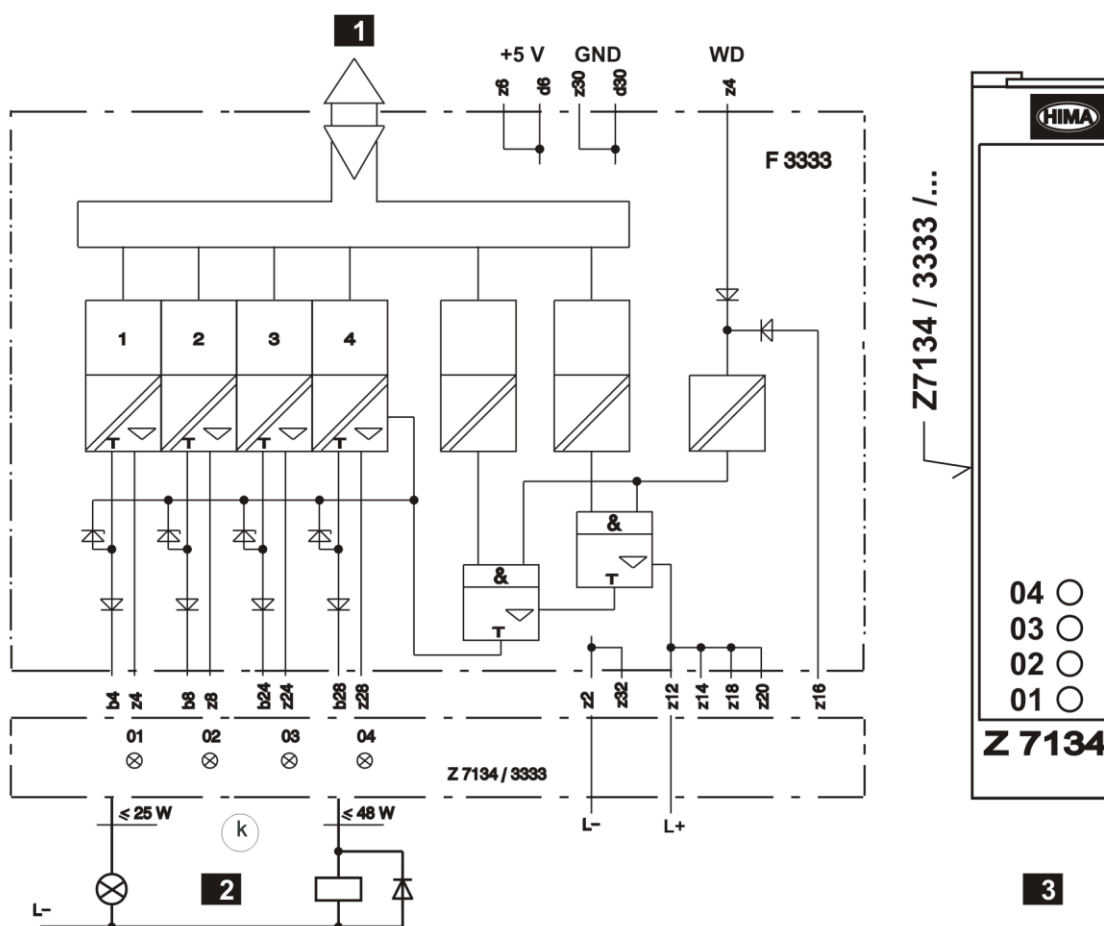 1
+5 V GND WD
z6 d6 z30 d30 z4
F 3333
HIMA
Z7134 / 3333 /...
1 2 3 4
T T T T
&
T
&
T
b4 z4 b8 z8 b24 z24 b28 z28 z2 z32 z12 z14 z18 z20 z16
01 02 03 04
Z 7134 / 3333
04
03
02
01
Z 7134
≤ 25 W
≤ 48 W
k
L- L+
2
3
L-